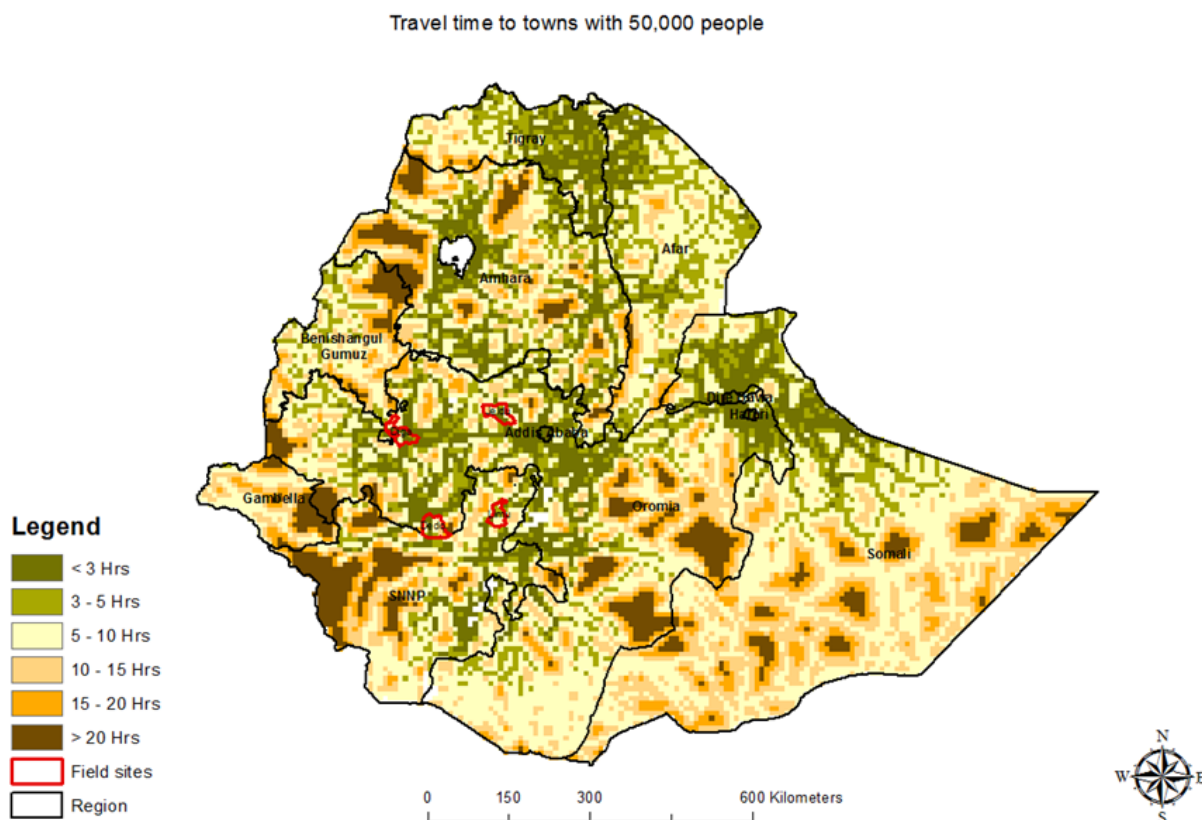 Travel time to towns with 50,000 people
Tigray
Afar
Amhara
Benishangul
Gumuz
Dire Dawa
Harari
Addis Ababa
Gambella
Oromia
Somali
SNNP
Legend
< 3 Hrs
3 - 5 Hrs
5 - 10 Hrs
10 - 15 Hrs
15 - 20 Hrs
> 20 Hrs
Field sites
Region
0 150 300 600 Kilometers
N
W E
S